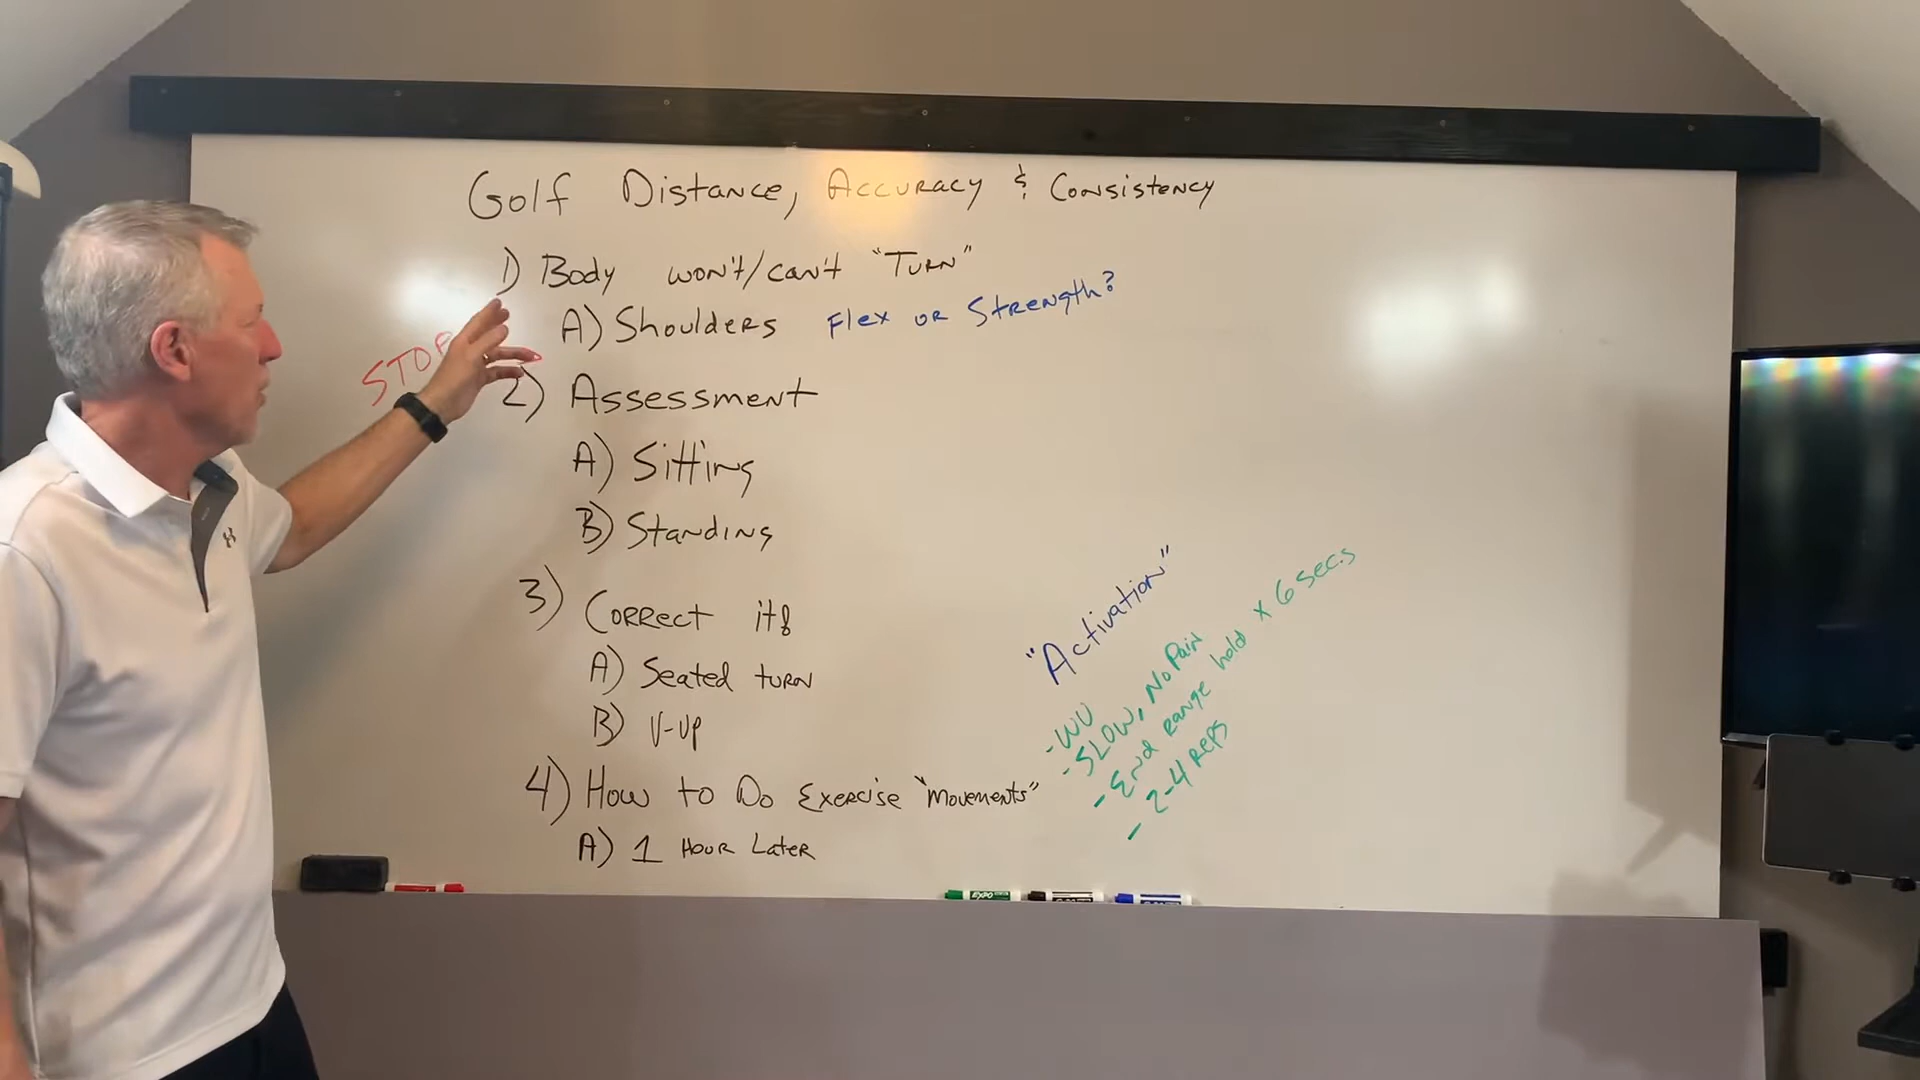 Golf Distance, Accuracy & Consistency
1) Body won't/can't "Turn"
A) Shoulders Flex or Strength?
STOP
2) Assessment
A) Sitting
B) Standing
3) Correct it!
A) Seated turn
B) V-up
4) How to Do Exercise "Movements"
A) 1 Hour Later
"Activation"
- WU
- SLOW, No Pain
- End range hold x 6 secs
- 2-4 reps
EXPO